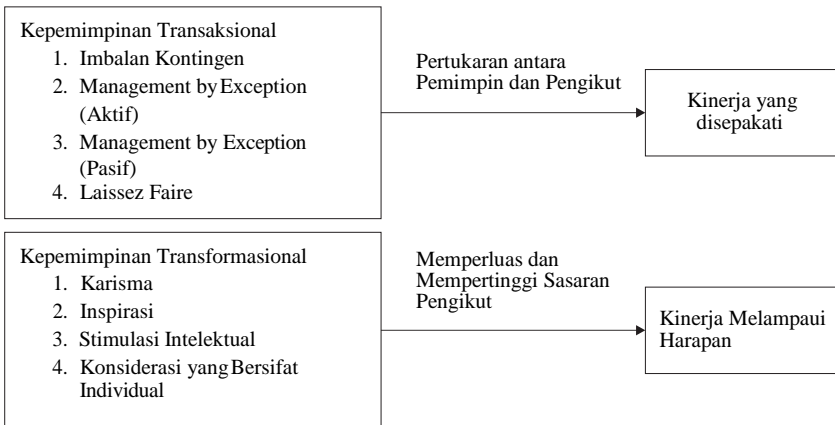 Kepemimpinan Transaksional
1. Imbalan Kontingen
2. Management by Exception
(Aktif)
3. Management by Exception
(Pasif)
4. Laissez Faire
Pertukaran antara
Pemimpin dan Pengikut
Kinerja yang
disepakati
Kepemimpinan Transformasional
1. Karisma
2. Inspirasi
3. Stimulasi Intelektual
4. Konsiderasi yang Bersifat
Individual
Memperluas dan
Mempertinggi Sasaran
Pengikut
Kinerja Melampaui
Harapan